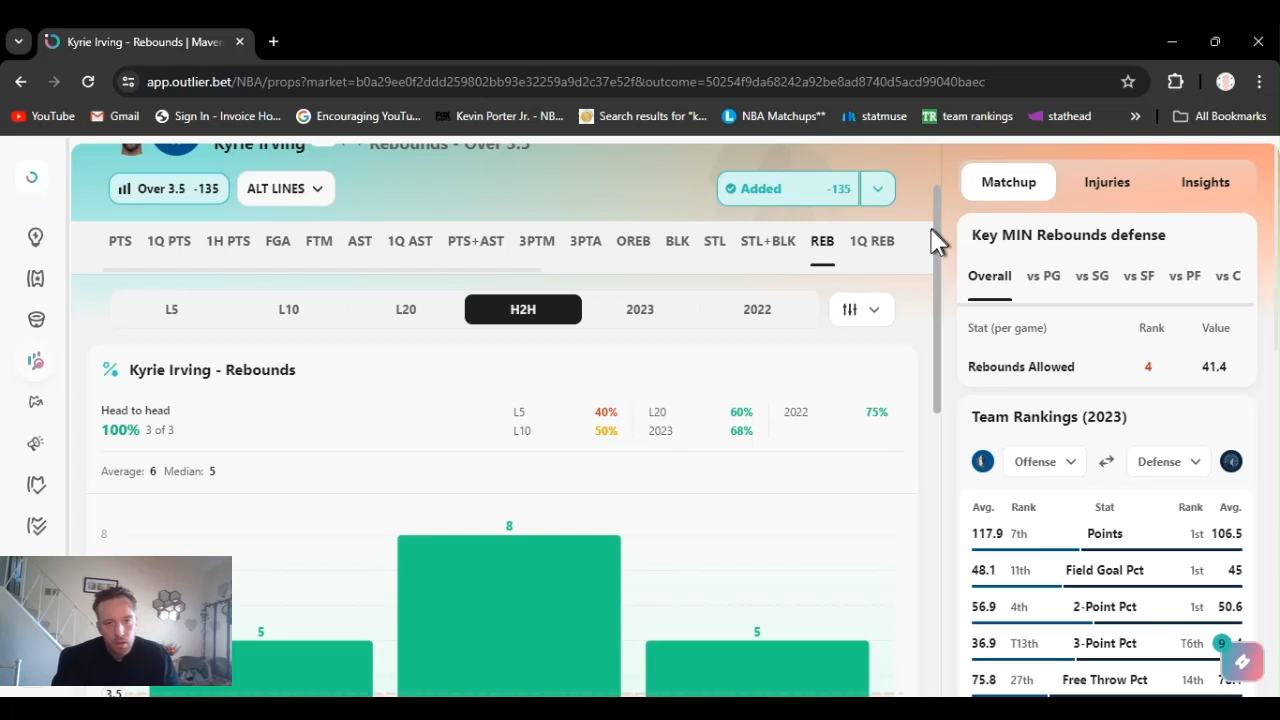 Kyrie Irving - Rebounds | Maver
app.outlier.bet/NBA/props?market=b0a29ee0f2ddd259802bb93e32259a9d2c37e52f&outcome=50254f9da68242a92be8ad8740d5acd99040baec
YouTube Gmail Sign In - Invoice Ho... Encouraging YouTu... Kevin Porter Jr. - NB... Search results for "k... NBA Matchups** statmuse team rankings stathead All Bookmarks
Kyrie Irving Rebounds - Over 3.5
Over 3.5 -135 ALT LINES Added -135
PTS 1Q PTS 1H PTS FGA FTM AST 1Q AST PTS+AST 3PTM 3PTA OREB BLK STL STL+BLK REB 1Q REB
L5 L10 L20 H2H 2023 2022
Kyrie Irving - Rebounds
Head to head
100% 3 of 3
L5 40% L20 60% 2022 75%
L10 50% 2023 68%
Average: 6 Median: 5
8
8
5
5
3.5
Matchup Injuries Insights
Key MIN Rebounds defense
Overall vs PG vs SG vs SF vs PF vs C
Stat (per game) Rank Value
Rebounds Allowed 4 41.4
Team Rankings (2023)
Offense Defense
Avg. Rank Stat Rank Avg.
117.9 7th Points 1st 106.5
48.1 11th Field Goal Pct 1st 45
56.9 4th 2-Point Pct 1st 50.6
36.9 T13th 3-Point Pct T6th 9
75.8 27th Free Throw Pct 14th